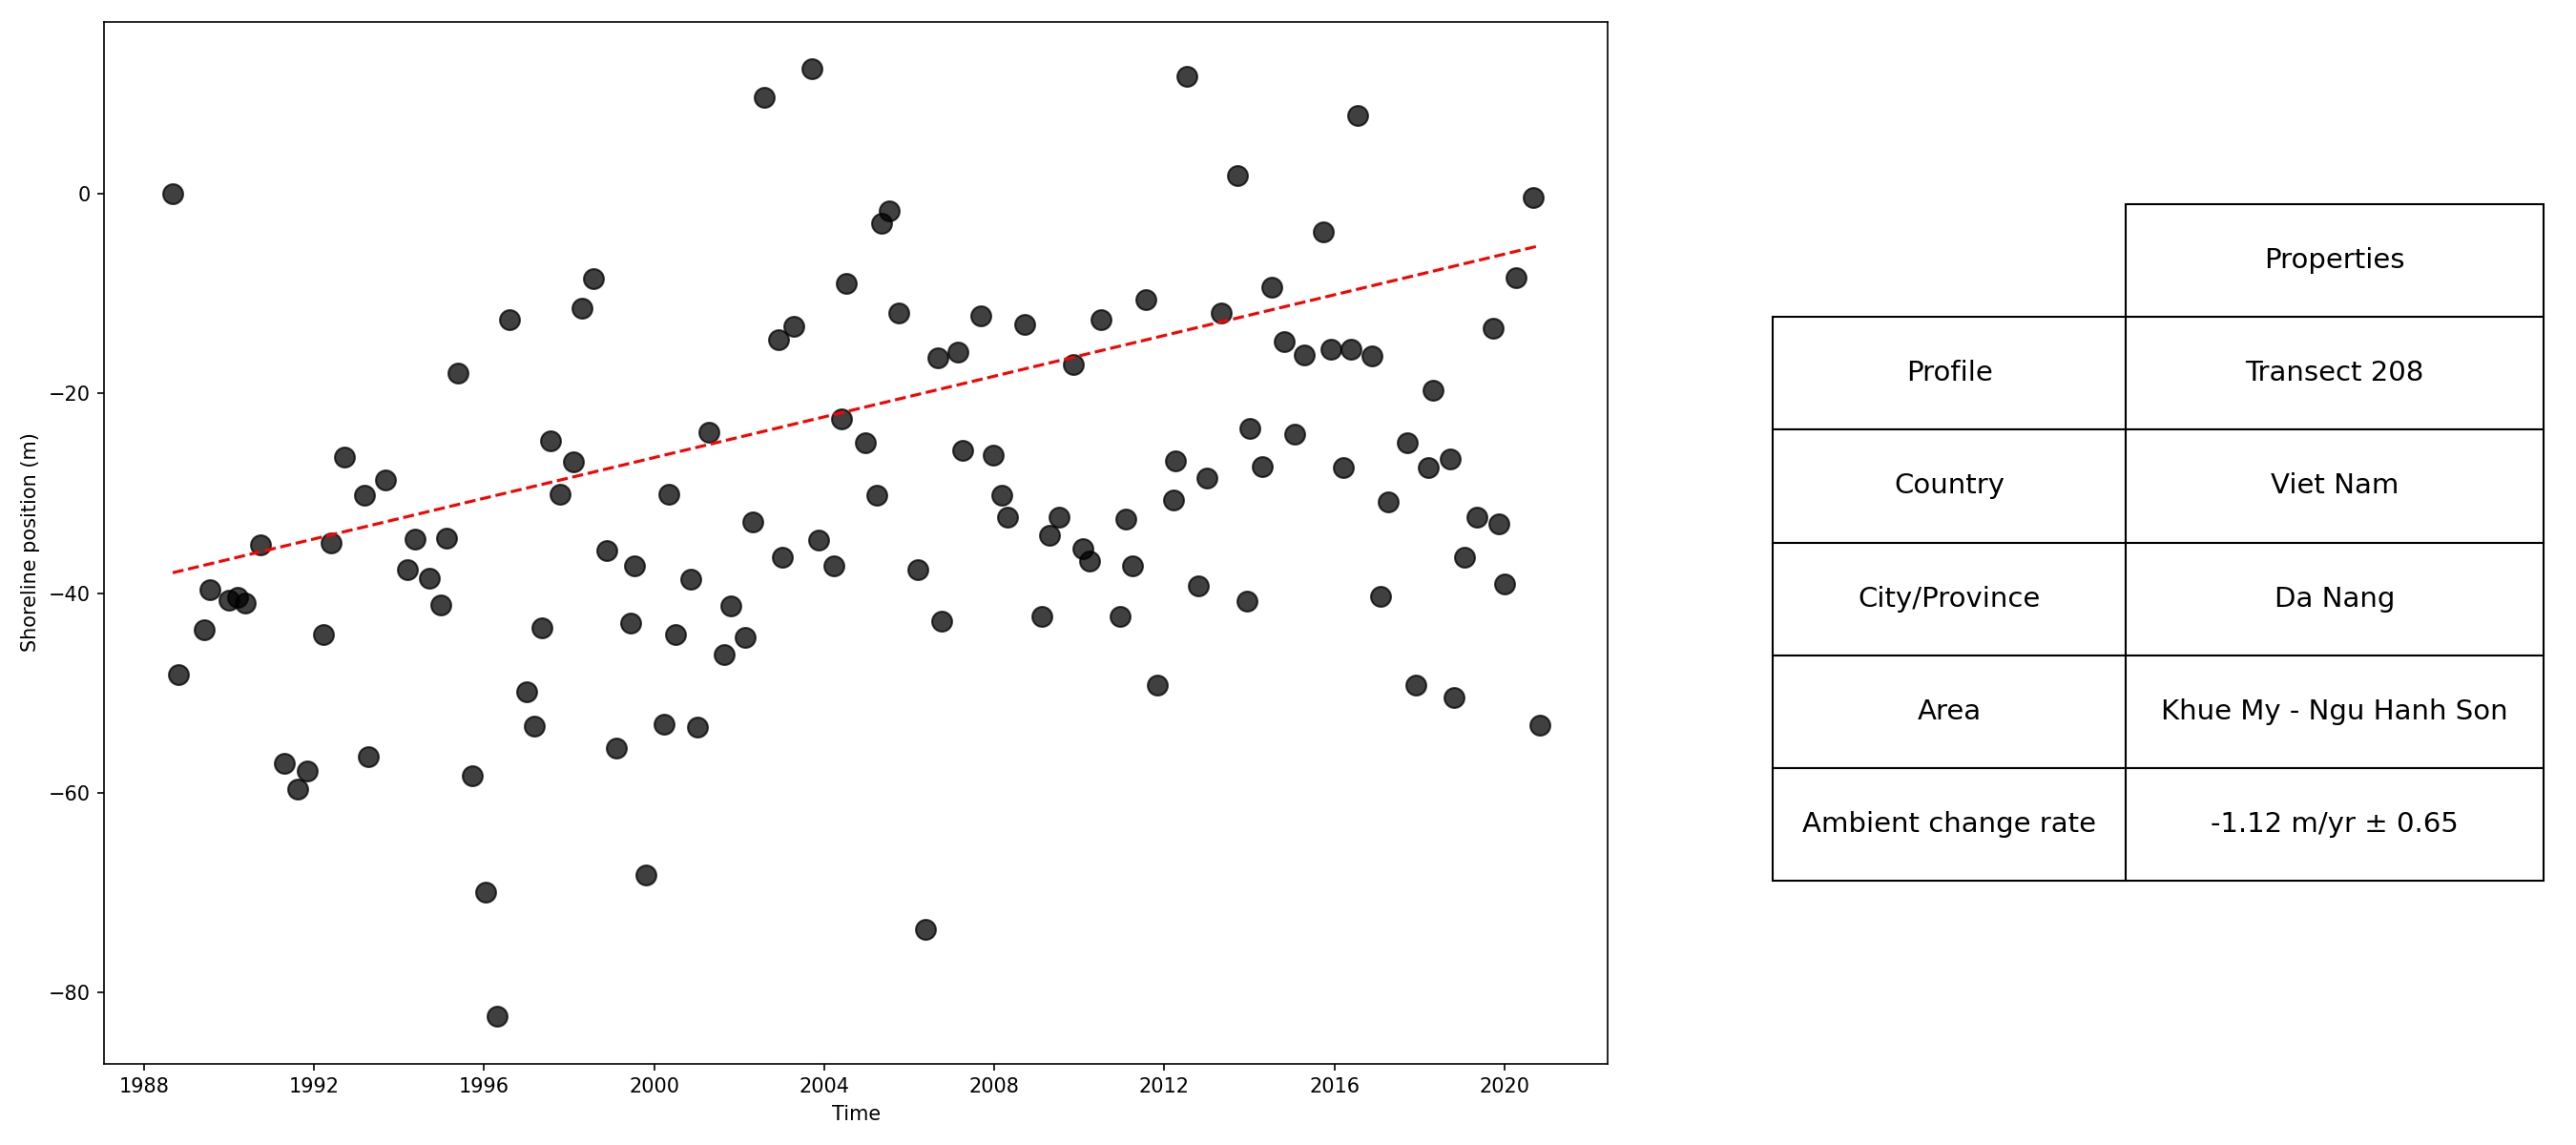 0
−20
−40
−60
−80
Shoreline position (m)
1988 1992 1996 2000 2004 2008 2012 2016 2020
Time
Properties
Profile Transect 208
Country Viet Nam
City/Province Da Nang
Area Khue My - Ngu Hanh Son
Ambient change rate -1.12 m/yr ± 0.65